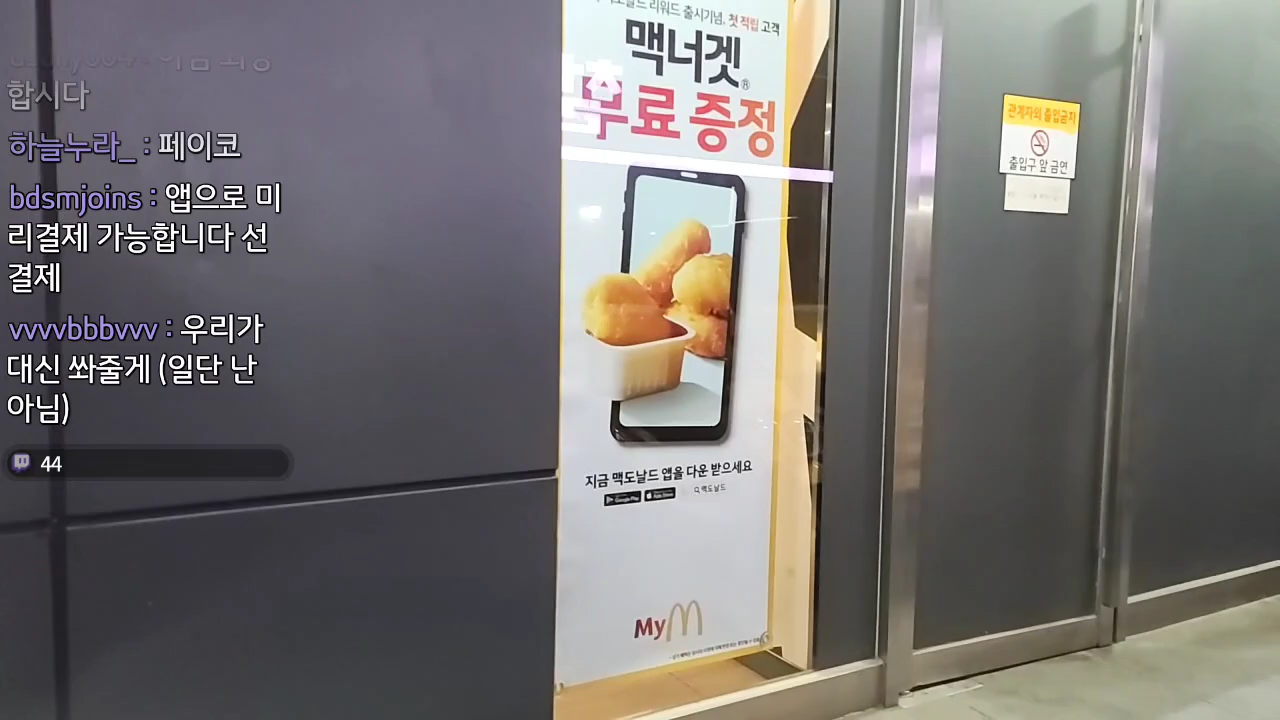 합시다
하늘누라_ : 페이코
bdsmjoins : 앱으로 미
리결제 가능합니다 선
결제
vvvvbbbvvv : 우리가
대신 쏴줄게 (일단 난
아님)
44
리워드 출시기념, 첫 적립 고객
맥너겟®
무료 증정
지금 맥도날드 앱을 다운 받으세요
Google Play
App Store
맥도날드
My
관계자외 출입금지
출입구 앞 금연